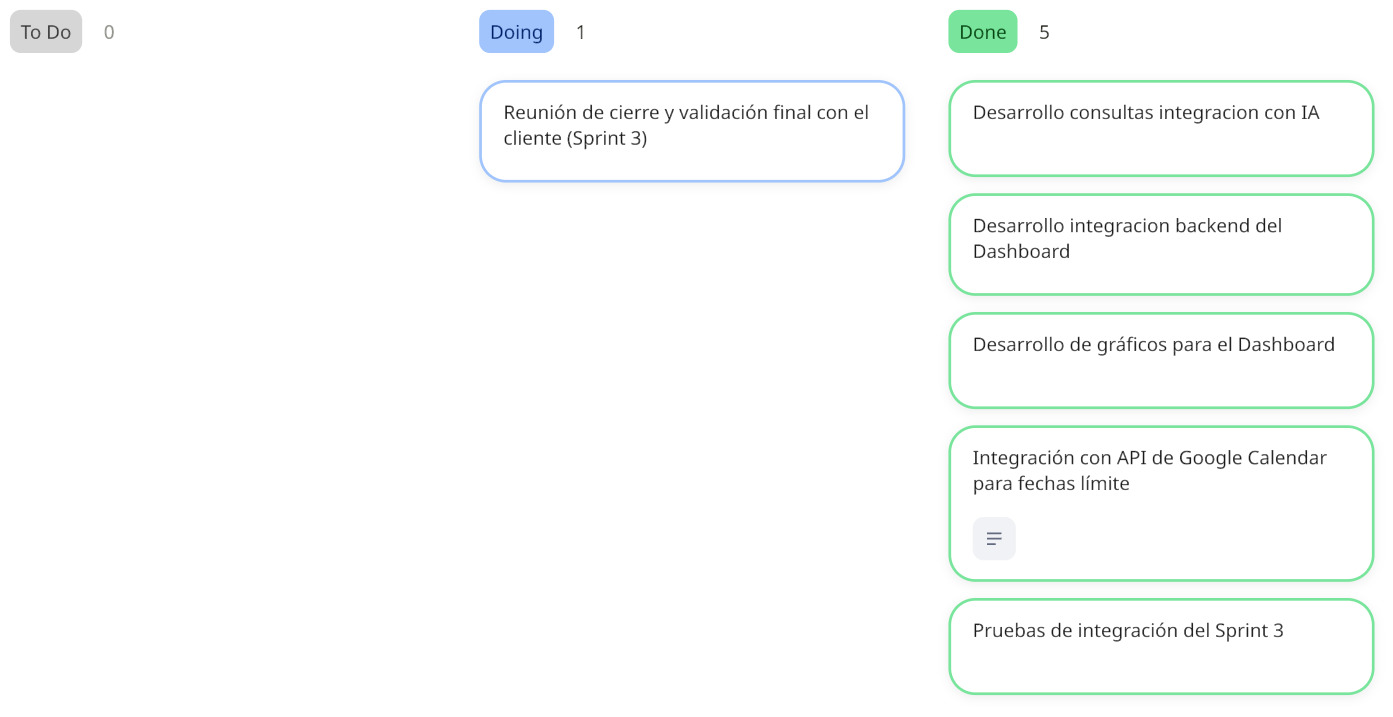 To Do 0
Doing 1
Reunión de cierre y validación final con el
cliente (Sprint 3)
Done 5
Desarrollo consultas integracion con IA
Desarrollo integracion backend del
Dashboard
Desarrollo de gráficos para el Dashboard
Integración con API de Google Calendar
para fechas límite
Pruebas de integración del Sprint 3